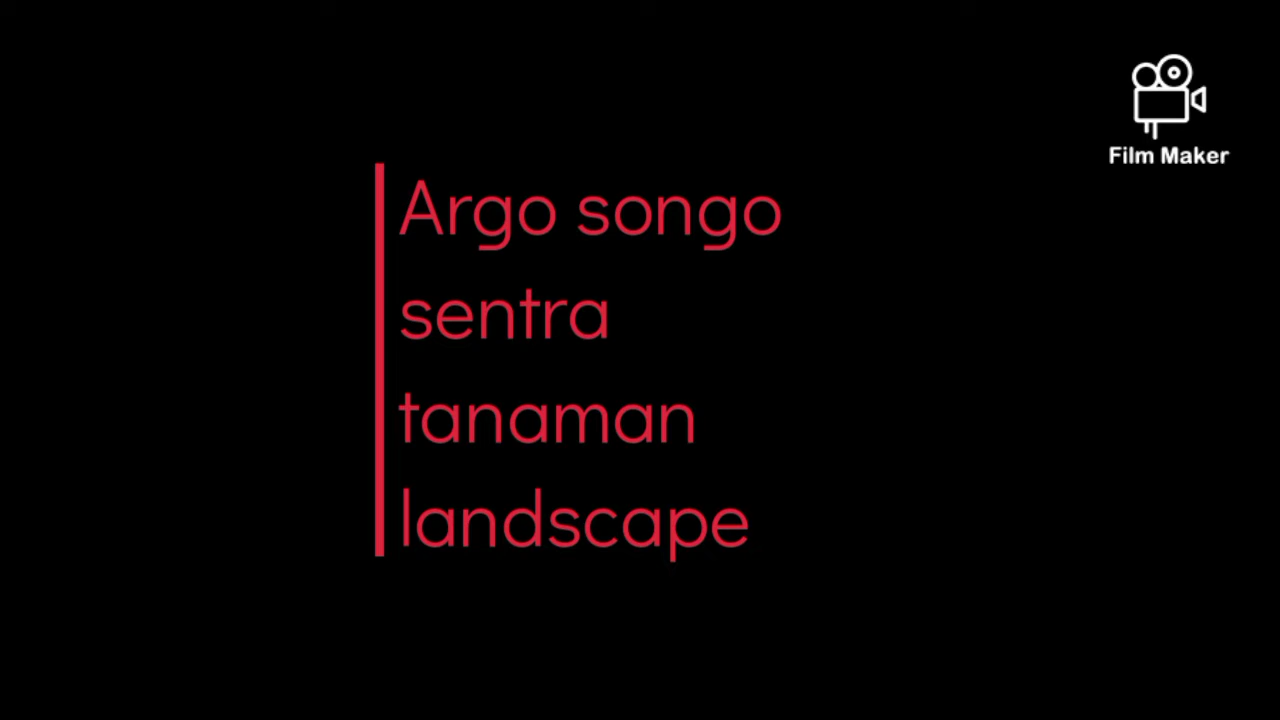 Film Maker
Argo songo
sentra
tanaman
landscape